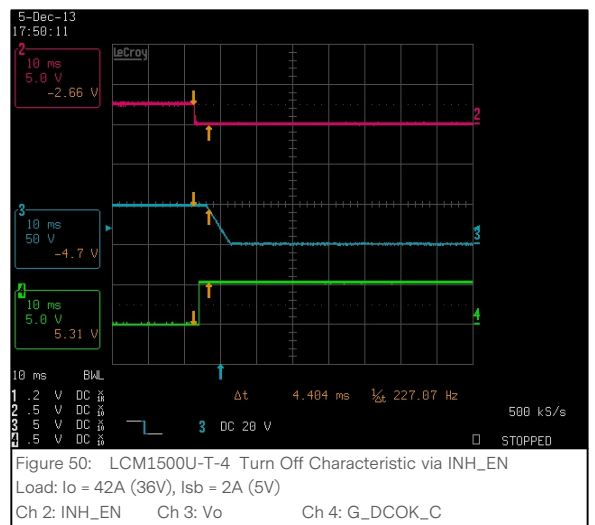 5-Dec-13
17:50:11
LeCroy
2
10 ms
5.0 V
-2.66 V
2
3
10 ms
50 V
-4.7 V
3
4
10 ms
5.0 V
5.31 V
4
10 ms BWL
1 .2 V DC
2 .5 V DC
3 5 V DC
4 .5 V DC
Δt 4.404 ms 1/Δt 227.07 Hz
3 DC 20 V
500 kS/s
STOPPED
Figure 50: LCM1500U-T-4 Turn Off Characteristic via INH_EN
Load: Io = 42A (36V), Isb = 2A (5V)
Ch 2: INH_EN Ch 3: Vo Ch 4: G_DCOK_C